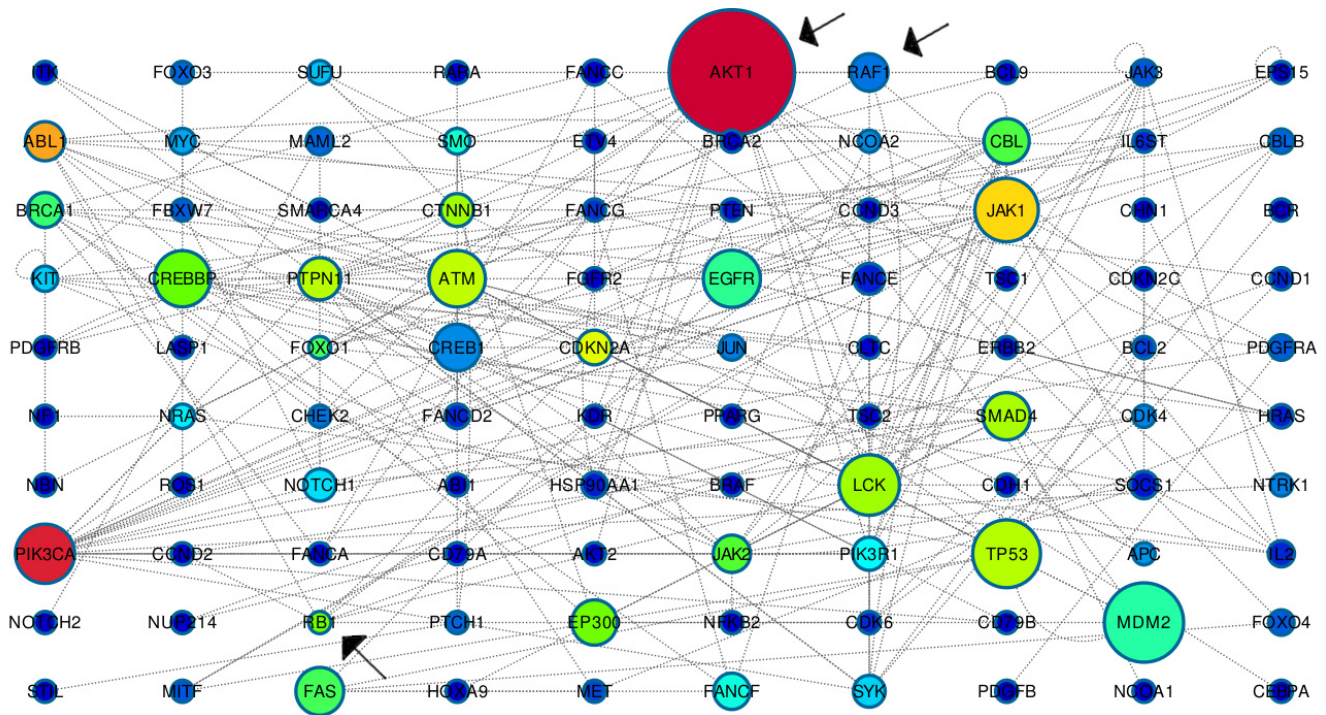 ITK FOXO3 SUFU RARA FANCC AKT1 RAF1 BCL9 JAK3 EPS15
ABL1 MYC MAML2 SMO ETV4 BRCA2 NCOA2 CBL IL6ST CBLB
BRCA1 FBXW7 SMARCA4 CTNNB1 FANCG PTEN CCND3 JAK1 CHN1 BCR
KIT CREBBP PTPN11 ATM FGFR2 EGFR FANCE TSC1 CDKN2C CCND1
PDGFRB LASP1 FOXO1 CREB1 CDKN2A JUN CLTC ERBB2 BCL2 PDGFRA
NF1 NRAS CHEK2 FANCD2 KDR PPARG TSC2 SMAD4 CDK4 HRAS
NBN ROS1 NOTCH1 ABI1 HSP90AA1 BRAF LCK CDH1 SOCS1 NTRK1
PIK3CA CCND2 FANCA CD79A AKT2 JAK2 PIK3R1 TP53 APC IL2
NOTCH2 NUP214 RB1 PTCH1 EP300 NFKB2 CDK6 CD79B MDM2 FOXO4
STIL MITF FAS HOXA9 MET FANCF SYK PDGFB NCOA1 CEBPA